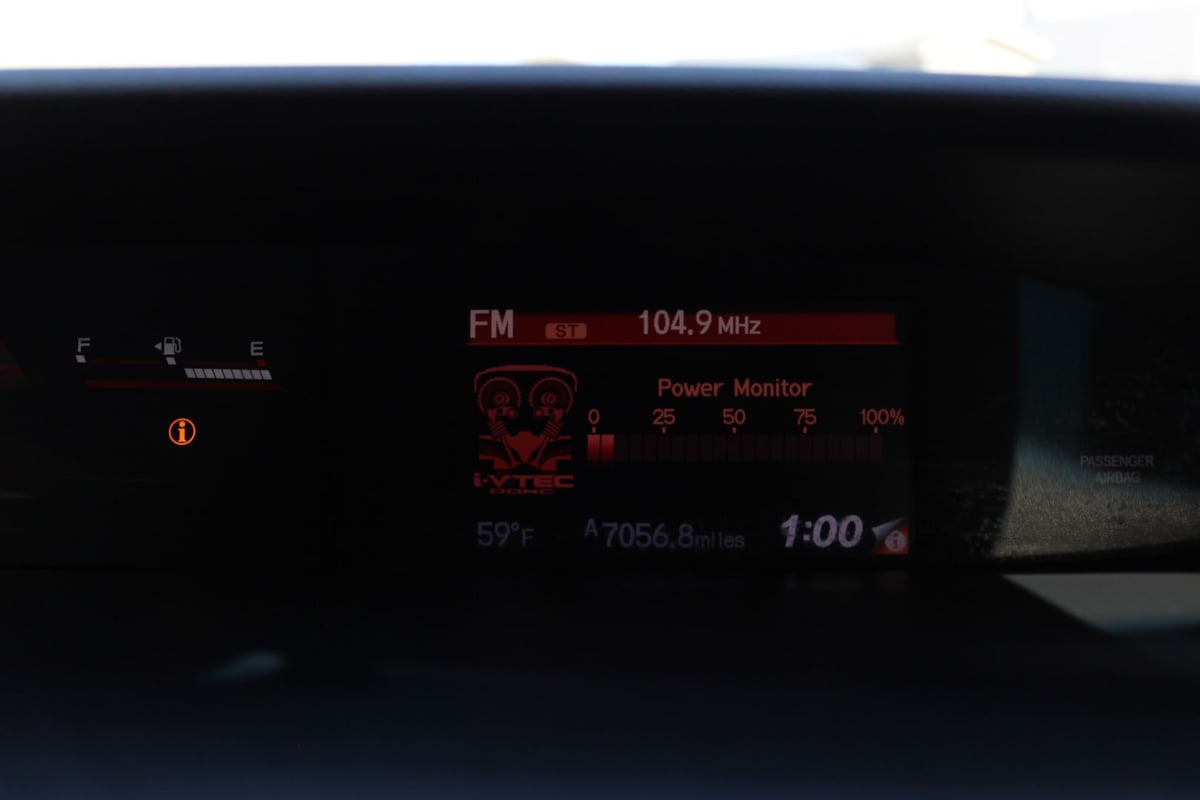 FM ST 104.9 MHz
F E
Power Monitor
0 25 50 75 100%
i-VTEC
DOHC
PASSENGER
AIRBAG
59°F A 7056.8 miles 1:00